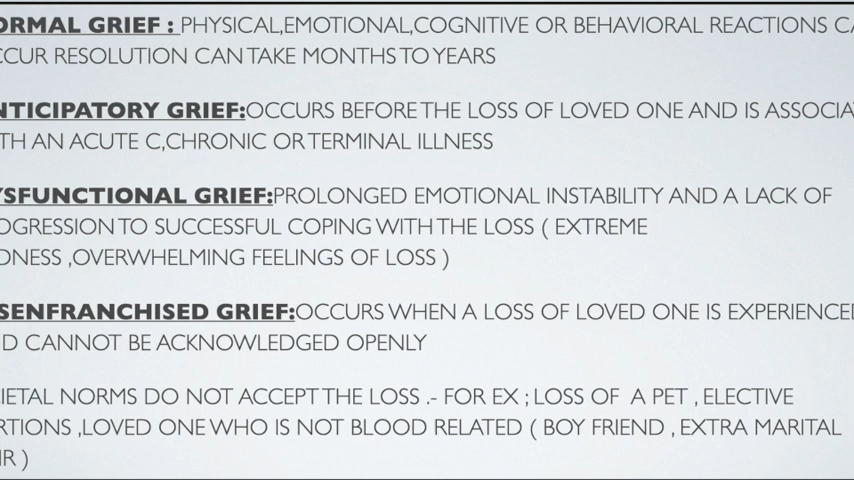 ORMAL GRIEF : PHYSICAL,EMOTIONAL,COGNITIVE OR BEHAVIORAL REACTIONS CA
CCUR RESOLUTION CAN TAKE MONTHS TO YEARS
NTICIPATORY GRIEF:OCCURS BEFORE THE LOSS OF LOVED ONE AND IS ASSOCIA
TH AN ACUTE C,CHRONIC OR TERMINAL ILLNESS
YSFUNCTIONAL GRIEF:PROLONGED EMOTIONAL INSTABILITY AND A LACK OF
OGRESSION TO SUCCESSFUL COPING WITH THE LOSS ( EXTREME
DNESS ,OVERWHELMING FEELINGS OF LOSS )
SENFRANCHISED GRIEF:OCCURS WHEN A LOSS OF LOVED ONE IS EXPERIENCED
D CANNOT BE ACKNOWLEDGED OPENLY
CIETAL NORMS DO NOT ACCEPT THE LOSS .- FOR EX ; LOSS OF A PET , ELECTIVE
RTIONS ,LOVED ONE WHO IS NOT BLOOD RELATED ( BOY FRIEND , EXTRA MARITAL
IR )